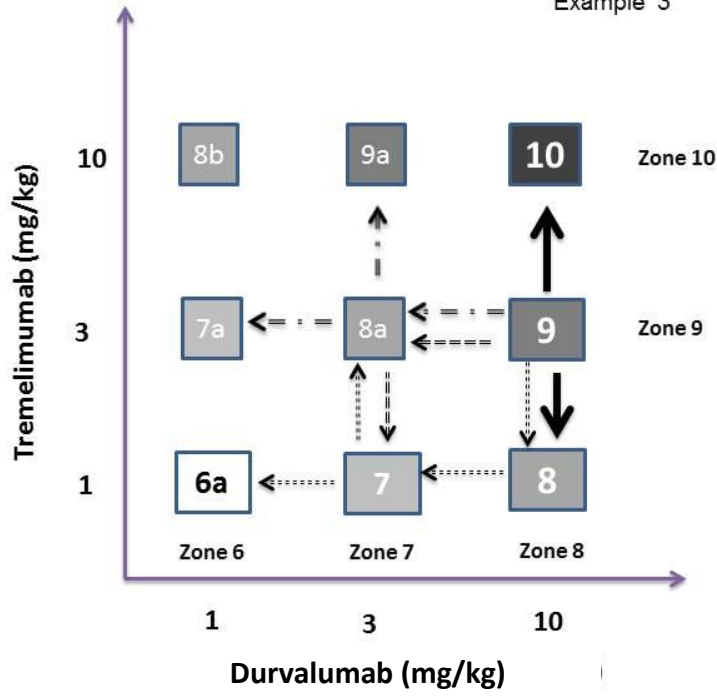 Example 3
10
8b
9a
10
Zone 10
Tremelimumab (mg/kg)
3
7a
8a
9
Zone 9
1
6a
7
8
Zone 6
Zone 7
Zone 8
1
3
10
Durvalumab (mg/kg)